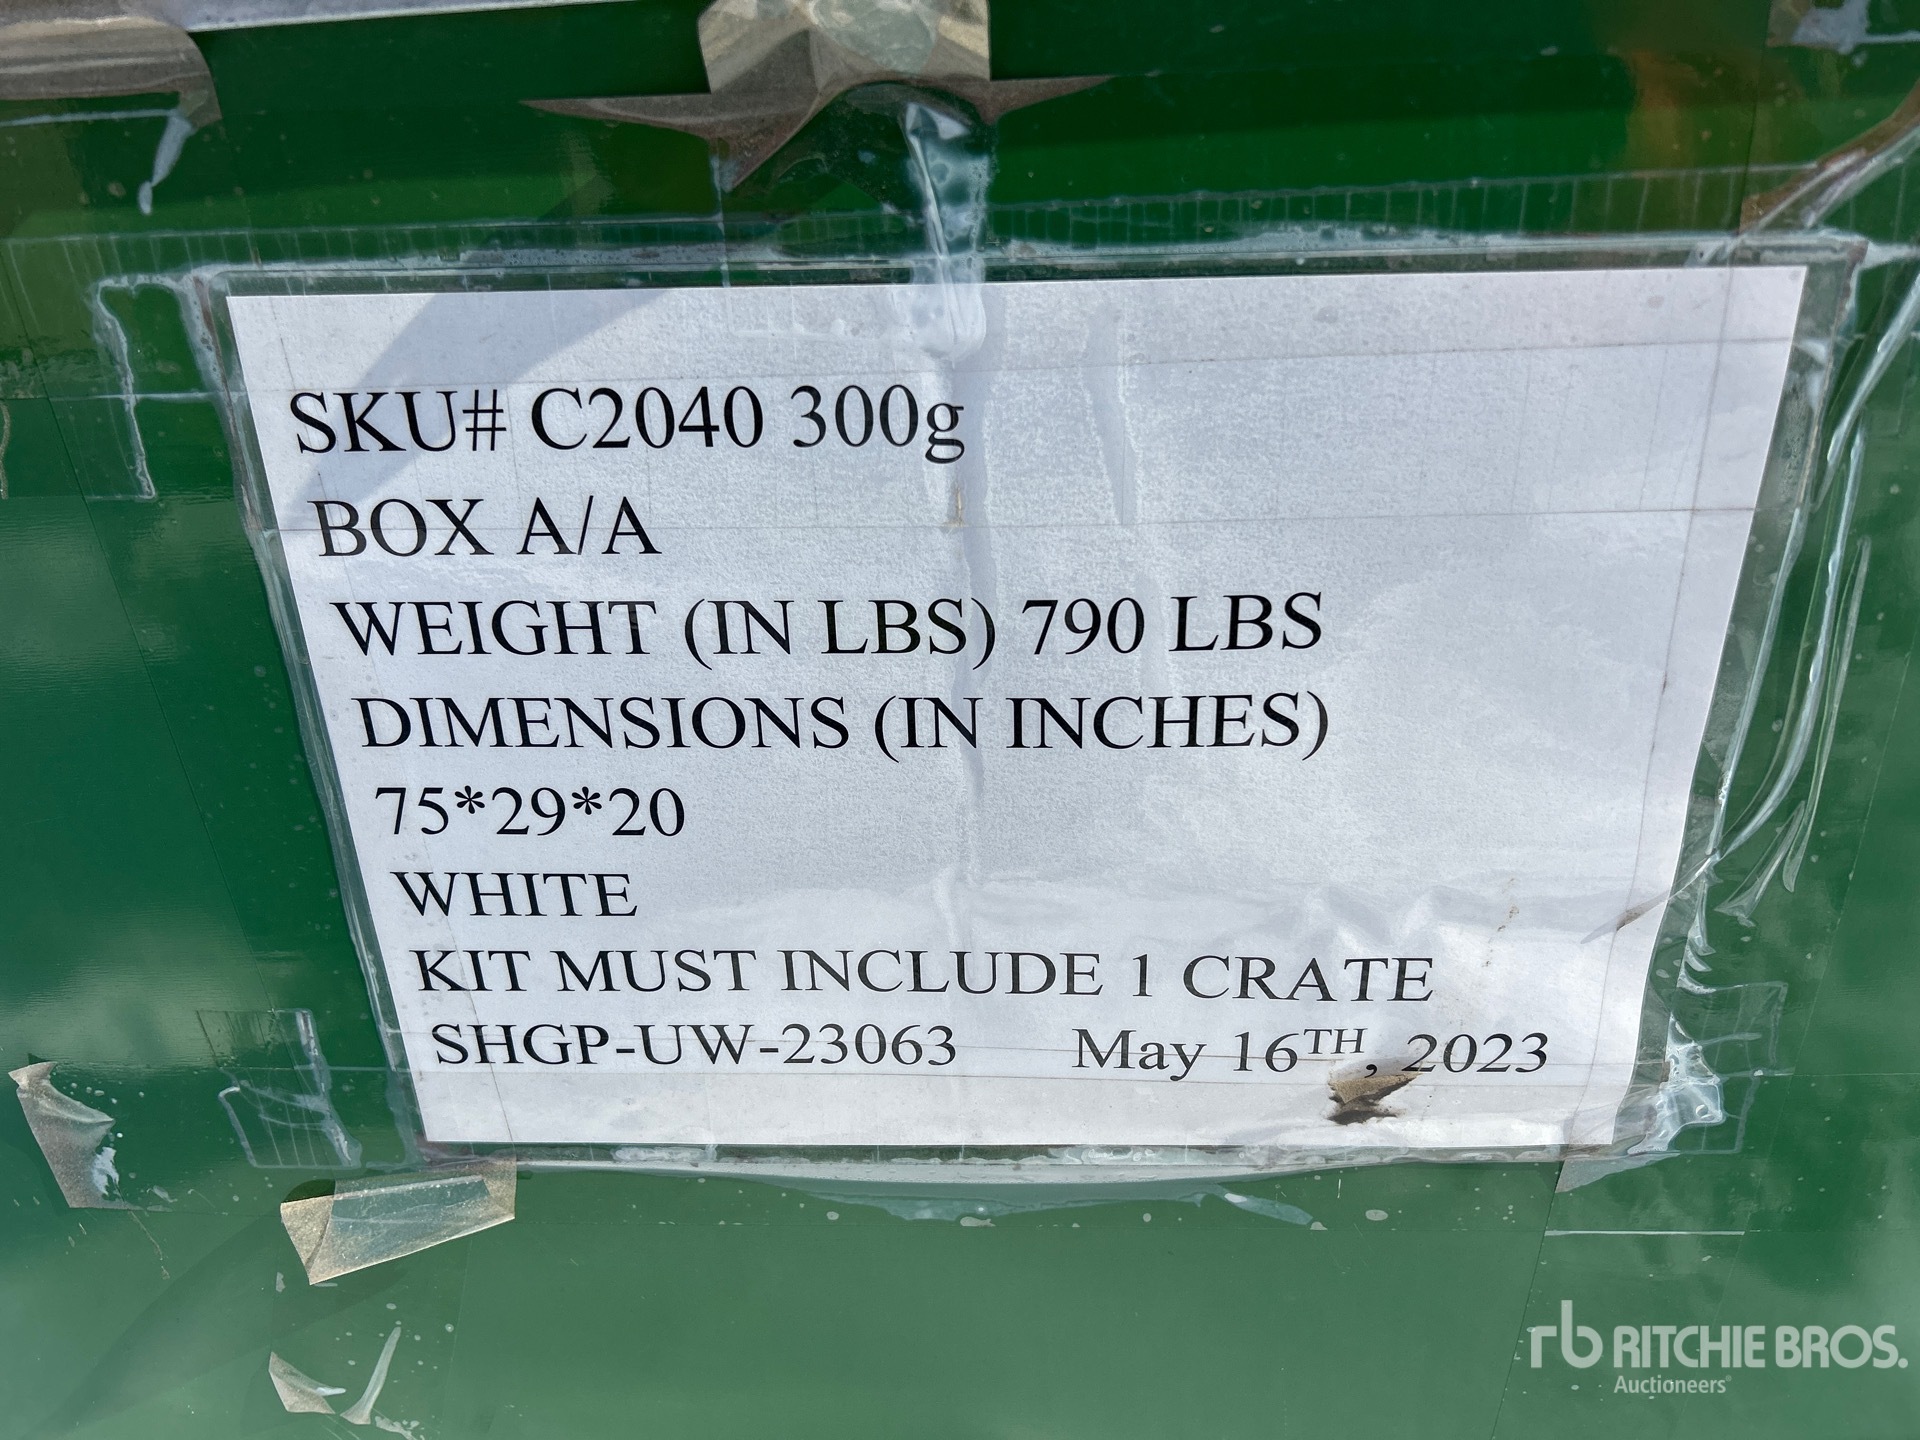 SKU# C2040 300g
BOX A/A
WEIGHT (IN LBS) 790 LBS
DIMENSIONS (IN INCHES)
75*29*20
WHITE
KIT MUST INCLUDE 1 CRATE
SHGP-UW-23063 May 16TH, 2023
rb RITCHIE BROS.
Auctioneers